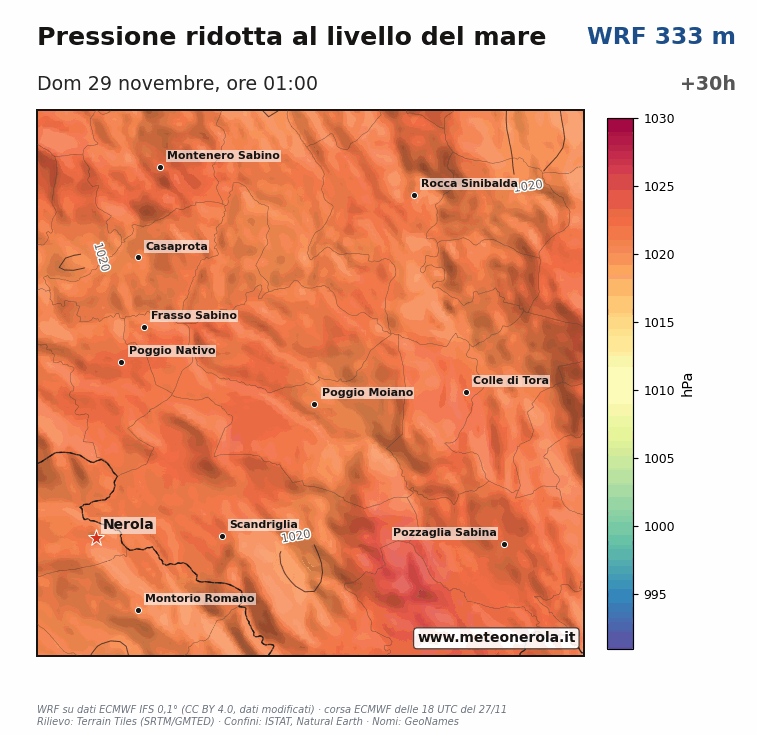 Pressione ridotta al livello del mare
WRF 333 m
Dom 29 novembre, ore 01:00
+30h
Montenero Sabino
Rocca Sinibalda
1020
Casaprota
1020
Frasso Sabino
Poggio Nativo
Colle di Tora
Poggio Moiano
Nerola
Scandriglia
1020
Pozzaglia Sabina
Montorio Romano
www.meteonerola.it
1030
1025
1020
1015
1010
1005
1000
995
hPa
WRF su dati ECMWF IFS 0,1° (CC BY 4.0, dati modificati) · corsa ECMWF delle 18 UTC del 27/11
Rilievo: Terrain Tiles (SRTM/GMTED) · Confini: ISTAT, Natural Earth · Nomi: GeoNames